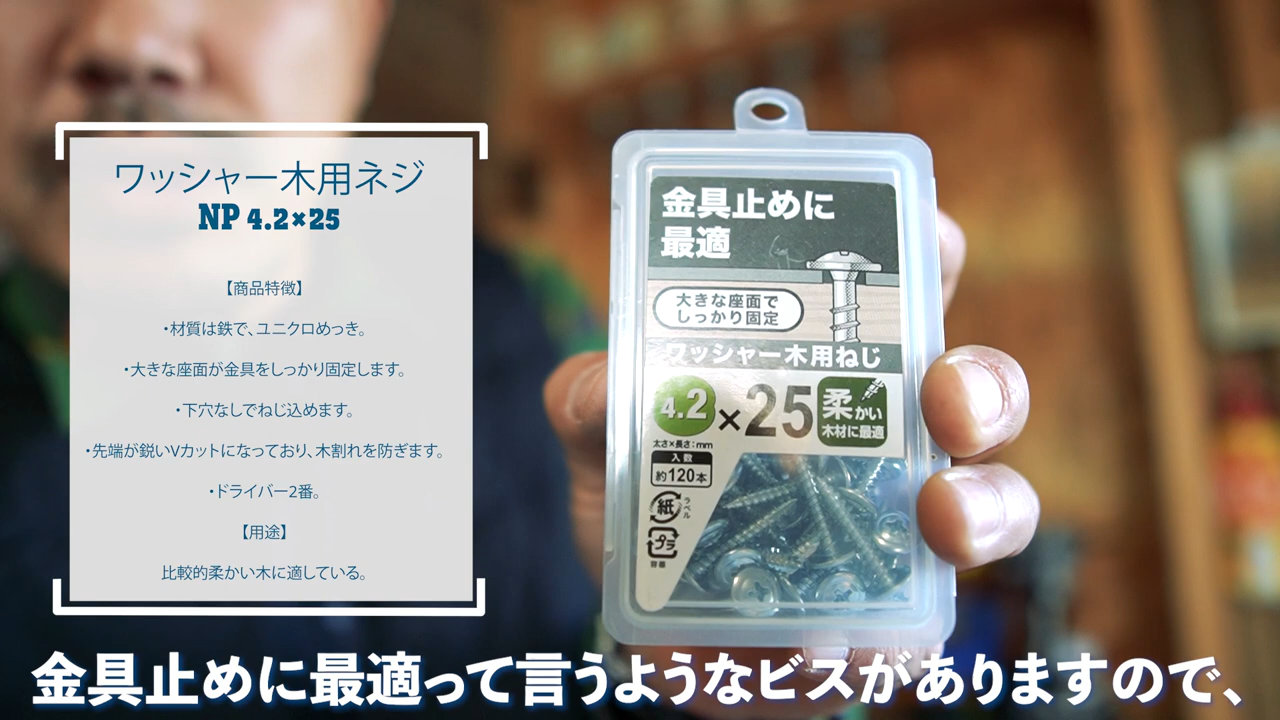 ワッシャー木用ネジ
NP 4.2×25
【商品特徴】
・材質は鉄で、ユニクロめっき。
・大きな座面が金具をしっかり固定します。
・下穴なしでねじ込めます。
・先端が鋭いVカットになっており、木割れを防ぎます。
・ドライバー2番。
【用途】
比較的柔かい木に適している。
金具止めに
最適
大きな座面で
しっかり固定
ワッシャー木用ねじ
4.2×25
柔かい
木材に最適
太さ×長さ:mm
入数
約120本
紙
ラベル
プラ
容器
金具止めに最適って言うようなビスがありますので、